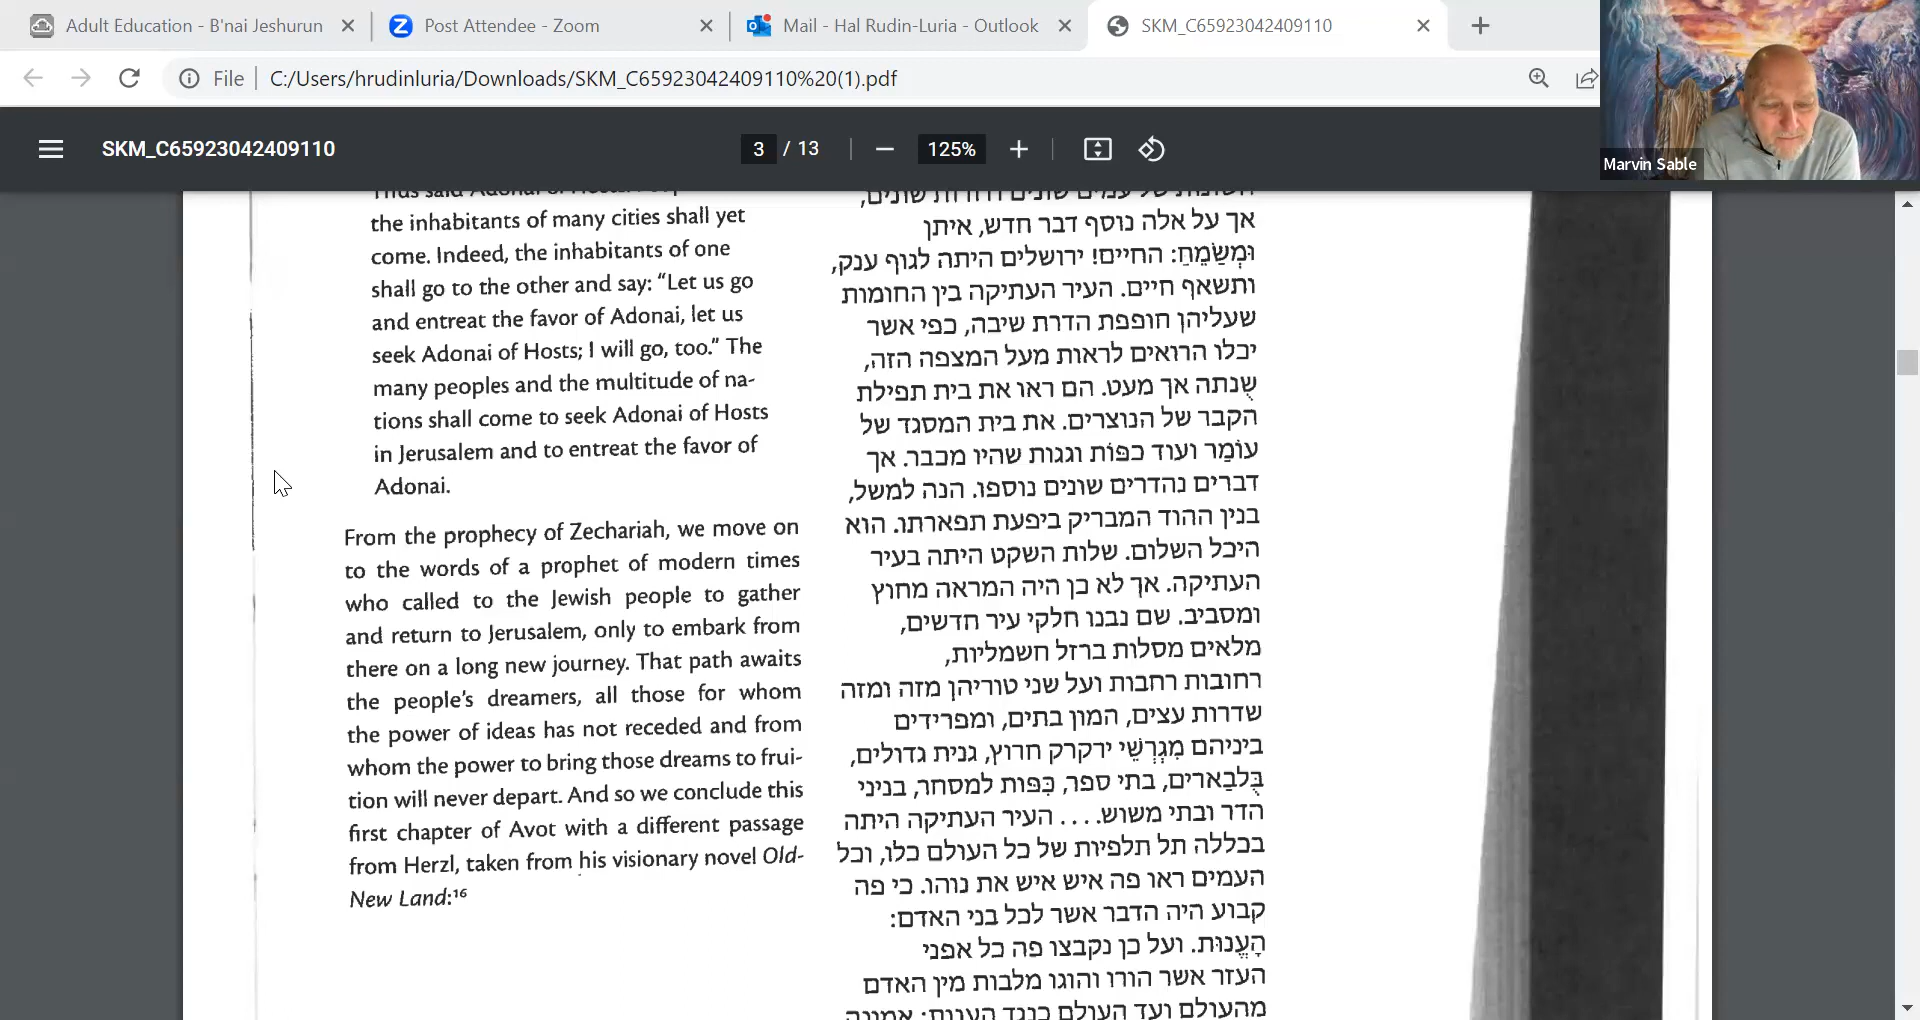 Adult Education - B'nai Jeshurun
Post Attendee - Zoom
Mail - Hal Rudin-Luria - Outlook
SKM_C65923042409110
File
C:/Users/hrudinluria/Downloads/SKM_C65923042409110%20(1).pdf
SKM_C65923042409110
3 / 13
125%
Marvin Sable
Thus said Adonai of Hosts:
the inhabitants of many cities shall yet
come. Indeed, the inhabitants of one
shall go to the other and say: “Let us go
and entreat the favor of Adonai, let us
seek Adonai of Hosts; I will go, too.” The
many peoples and the multitude of na-
tions shall come to seek Adonai of Hosts
in Jerusalem and to entreat the favor of
Adonai.
From the prophecy of Zechariah, we move on
to the words of a prophet of modern times
who called to the Jewish people to gather
and return to Jerusalem, only to embark from
there on a long new journey. That path awaits
the people’s dreamers, all those for whom
the power of ideas has not receded and from
whom the power to bring those dreams to frui-
tion will never depart. And so we conclude this
first chapter of Avot with a different passage
from Herzl, taken from his visionary novel Old-
New Land:¹⁶
של עמים שונים ודורות שונים,
אך על אלה נוסף דבר חדש, איתן
וּמְשַׂמֵּחַ: החיים! ירושלים היתה לגוף ענק,
ותשאף חיים. העיר העתיקה בין החומות
שעליהן חופפת הדרת שיבה, כפי אשר
יכלו הרואים לראות מעל המצפה הזה,
שֻׁנתה אך מעט. הם ראו את בית תפילת
הקבר של הנוצרים. את בית המסגד של
עוֹמַר ועוד כפּוֹת וגגות שהיו מכבר. אך
דברים נהדרים שונים נוספו. הנה למשל,
בנין ההוד המבריק ביפעת תפארתו. הוא
היכל השלום. שלות השקט היתה בעיר
העתיקה. אך לא כן היה המראה מחוץ
ומסביב. שם נבנו חלקי עיר חדשים,
מלאים מסלות ברזל חשמליות,
רחובות רחבות ועל שני טוריהן מזה ומזה
שדרות עצים, המון בתים, ומפרידים
ביניהם מִגְרְשֵׁי ירקרק חרוץ, גנית גדולים,
בֻּלבַארים, בתי ספר, כִּפּות למסחר, בניני
הדר ובתי משוש.... העיר העתיקה היתה
בכללה תל תלפיות של כל העולם כלו, וכל
העמים ראו פה איש איש את נוהו. כי פה
קבוע היה הדבר אשר לכל בני האדם:
הָעֱנוּת. ועל כן נקבצו פה כל אפני
העזר אשר הורו והוגו מלבות מין האדם
מהעולם ועד העולם כנגד הענות: אמונה